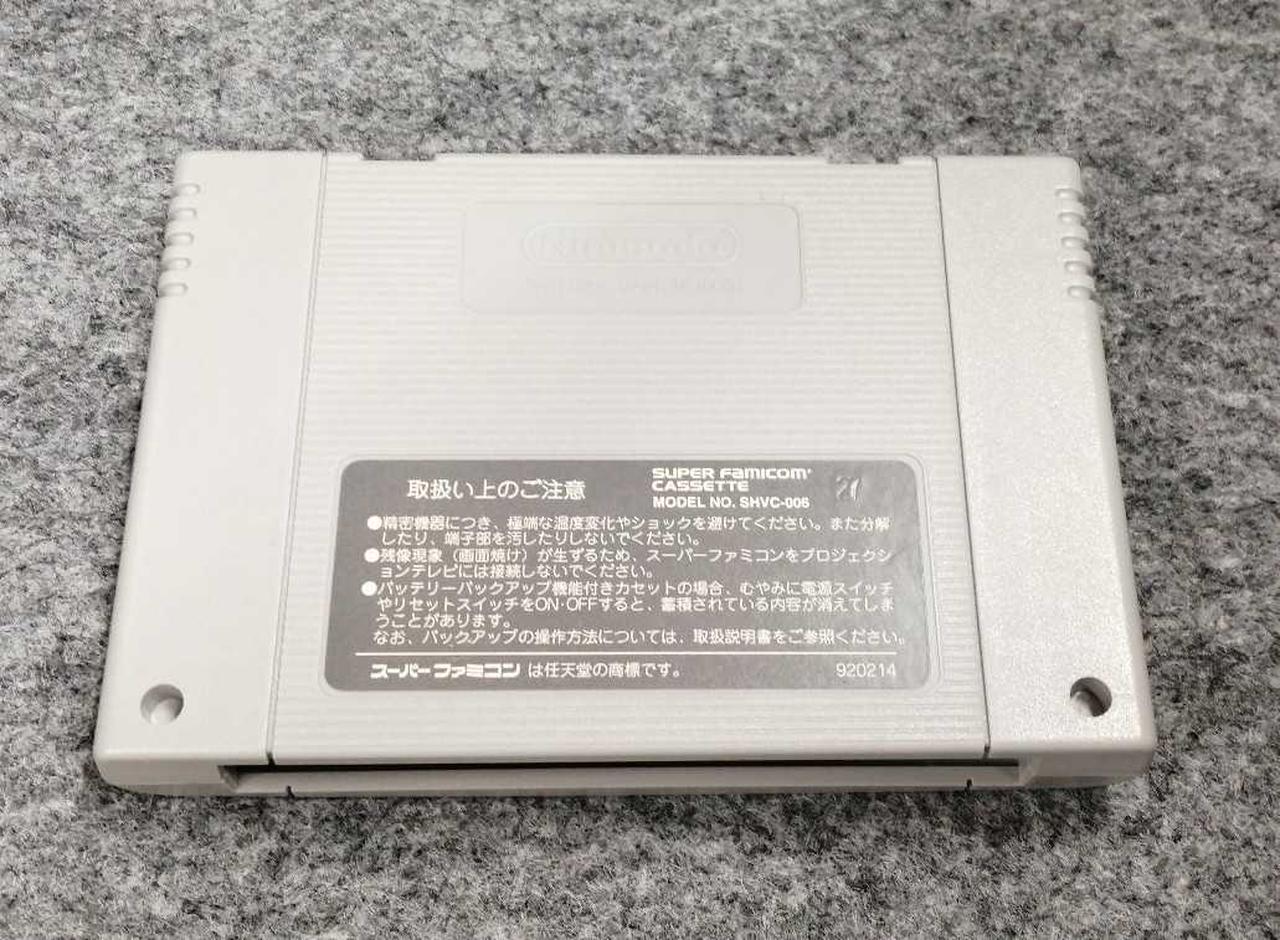 Nintendo
取扱い上のご注意
SUPER FAMICOM
CASSETTE
MODEL NO. SHVC-006
●精密機器につき、極端な温度変化やショックを避けてください。また分解
したり、端子部を汚したりしないでください。
●残像現象（画面焼け）が生ずるため、スーパーファミコンをプロジェクシ
ョンテレビには接続しないでください。
●バッテリーバックアップ機能付きカセットの場合、むやみに電源スイッチ
やリセットスイッチをON·OFFすると、蓄積されている内容が消えてしま
うことがあります。
なお、バックアップの操作方法については、取扱説明書をご参照ください。
スーパーファミコン は任天堂の商標です。
920214